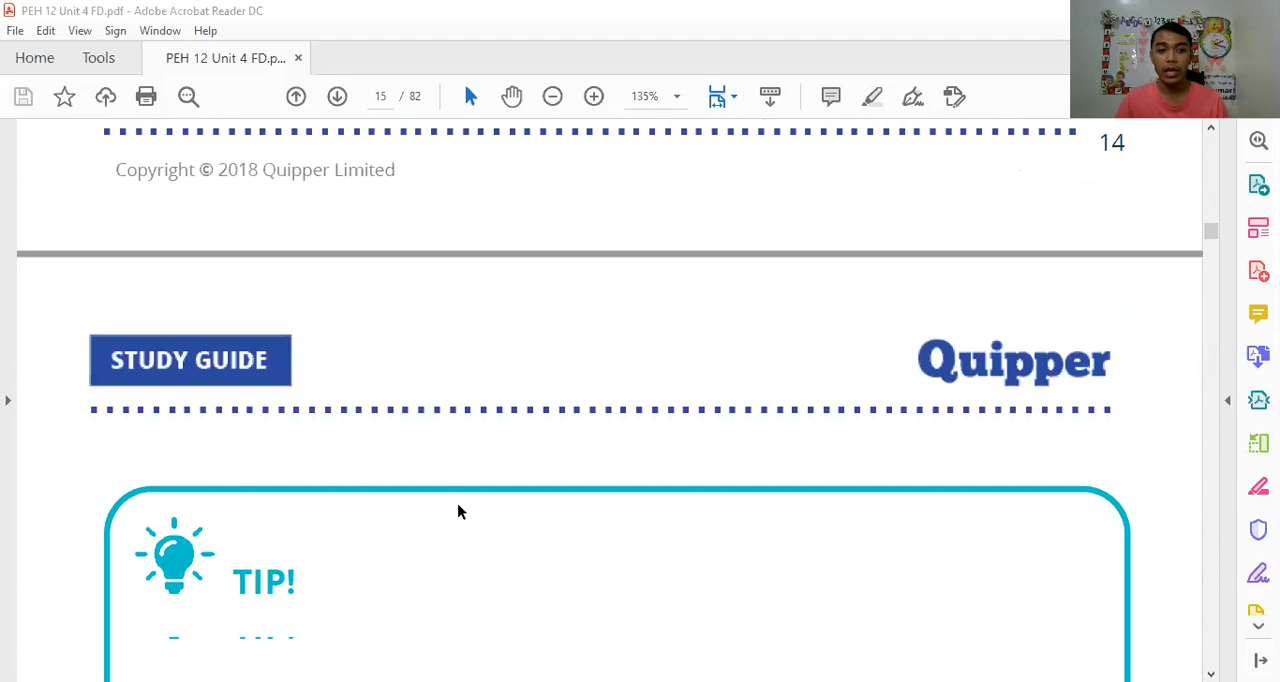 PEH 12 Unit 4 FD.pdf - Adobe Acrobat Reader DC
File Edit View Sign Window Help
Home Tools PEH 12 Unit 4 FD.p... ×
15 / 82 135%
14
Copyright © 2018 Quipper Limited
STUDY GUIDE Quipper
TIP!